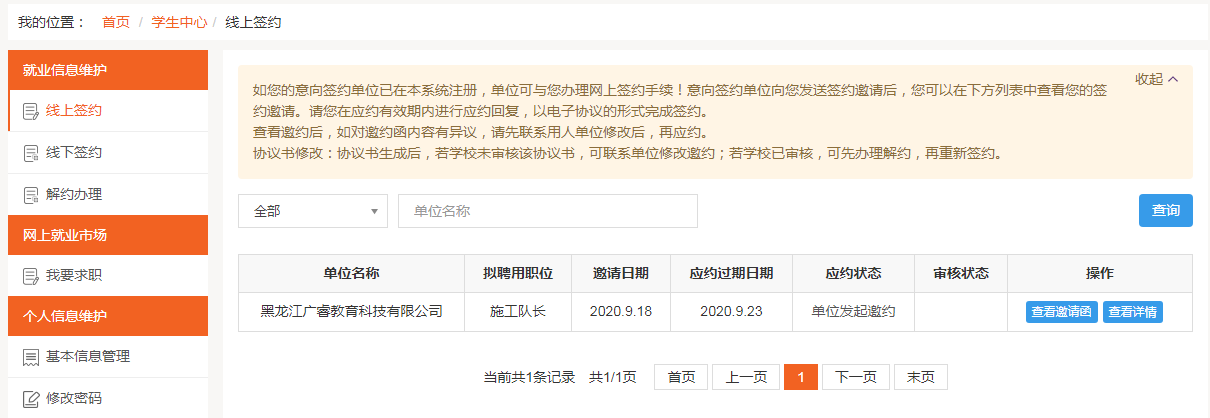 我的位置： 首页 / 学生中心 / 线上签约
就业信息维护
线上签约
线下签约
解约办理
网上就业市场
我要求职
个人信息维护
基本信息管理
修改密码
收起
如您的意向签约单位已在本系统注册，单位可与您办理网上签约手续！意向签约单位向您发送签约邀请后，您可以在下方列表中查看您的签
约邀请。请您在应约有效期内进行应约回复，以电子协议的形式完成签约。
查看邀约后，如对邀约函内容有异议，请先联系用人单位修改后，再应约。
协议书修改：协议书生成后，若学校未审核该协议书，可联系单位修改邀约；若学校已审核，可先办理解约，再重新签约。
全部 单位名称 查询
单位名称 拟聘用职位 邀请日期 应约过期日期 应约状态 审核状态 操作
黑龙江广睿教育科技有限公司 施工队长 2020.9.18 2020.9.23 单位发起邀约 查看邀请函 查看详情
当前共1条记录 共1/1页 首页 上一页 1 下一页 末页